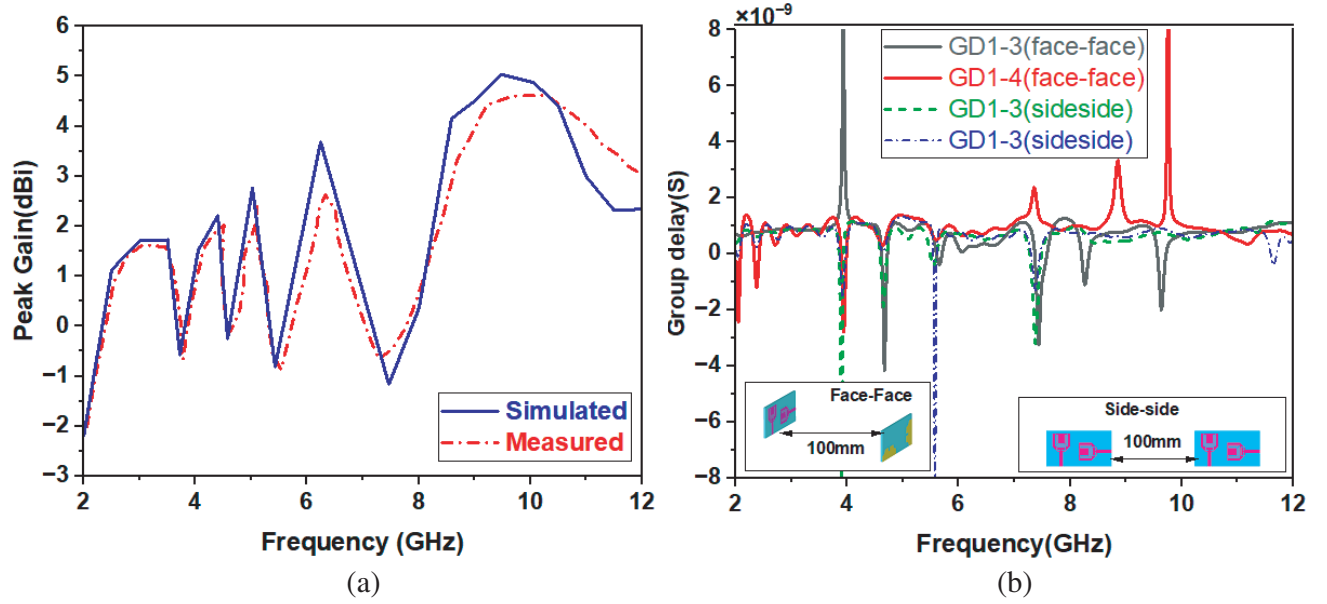 6
5
4
3
2
1
0
−1
−2
−3
Peak Gain(dBi)
Simulated
Measured
2 4 6 8 10 12
Frequency (GHz)
(a)
×10−9
8
6
4
2
0
−2
−4
−6
−8
Group delay(S)
GD1-3(face-face)
GD1-4(face-face)
GD1-3(sideside)
GD1-3(sideside)
Face-Face
100mm
Side-side
100mm
2 4 6 8 10 12
Frequency(GHz)
(b)